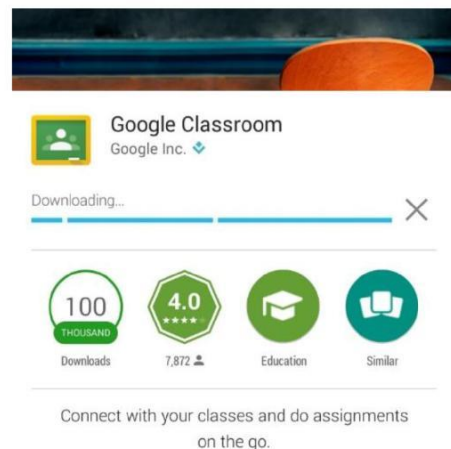 Google Classroom
Google Inc.
Downloading...
100
THOUSAND
4.0
Downloads
7,872
Education
Similar
Connect with your classes and do assignments
on the go.